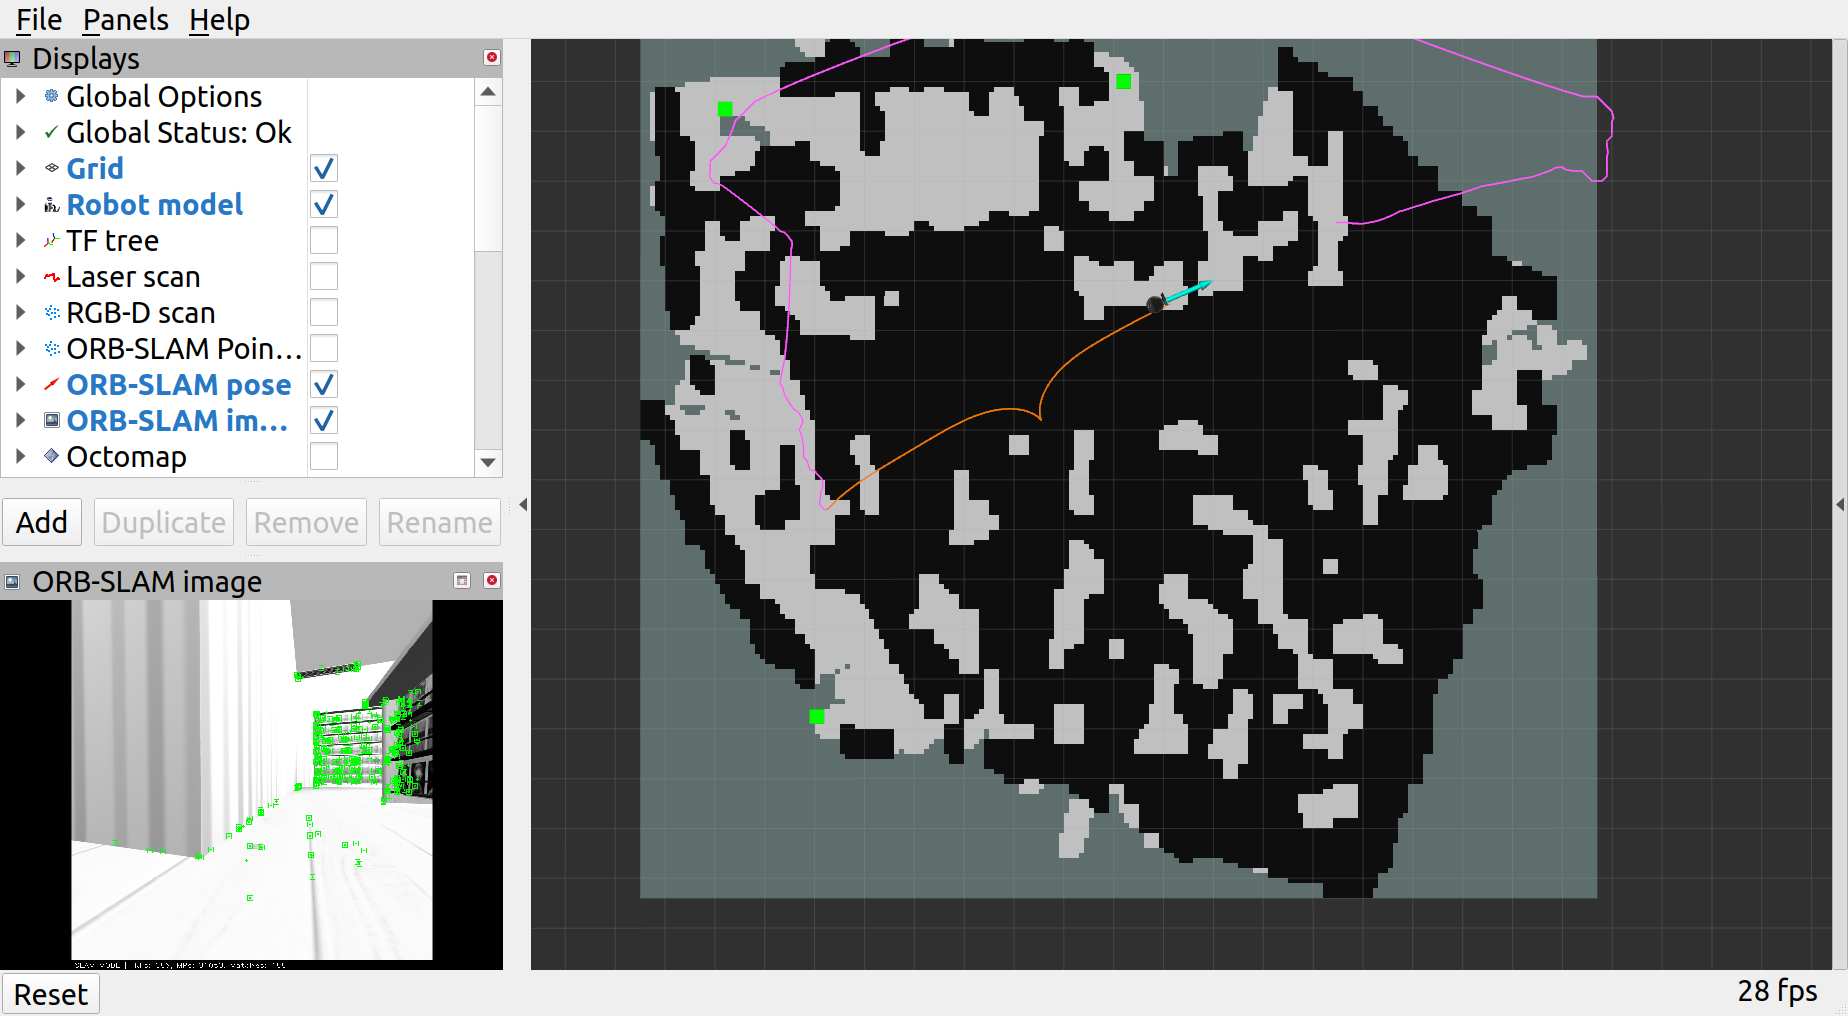 File Panels Help
Displays
Global Options
Global Status: Ok
Grid
Robot model
TF tree
Laser scan
RGB-D scan
ORB-SLAM Poin...
ORB-SLAM pose
ORB-SLAM im...
Octomap
Add Duplicate Remove Rename
ORB-SLAM image
SLAM MODE |
Reset
28 fps